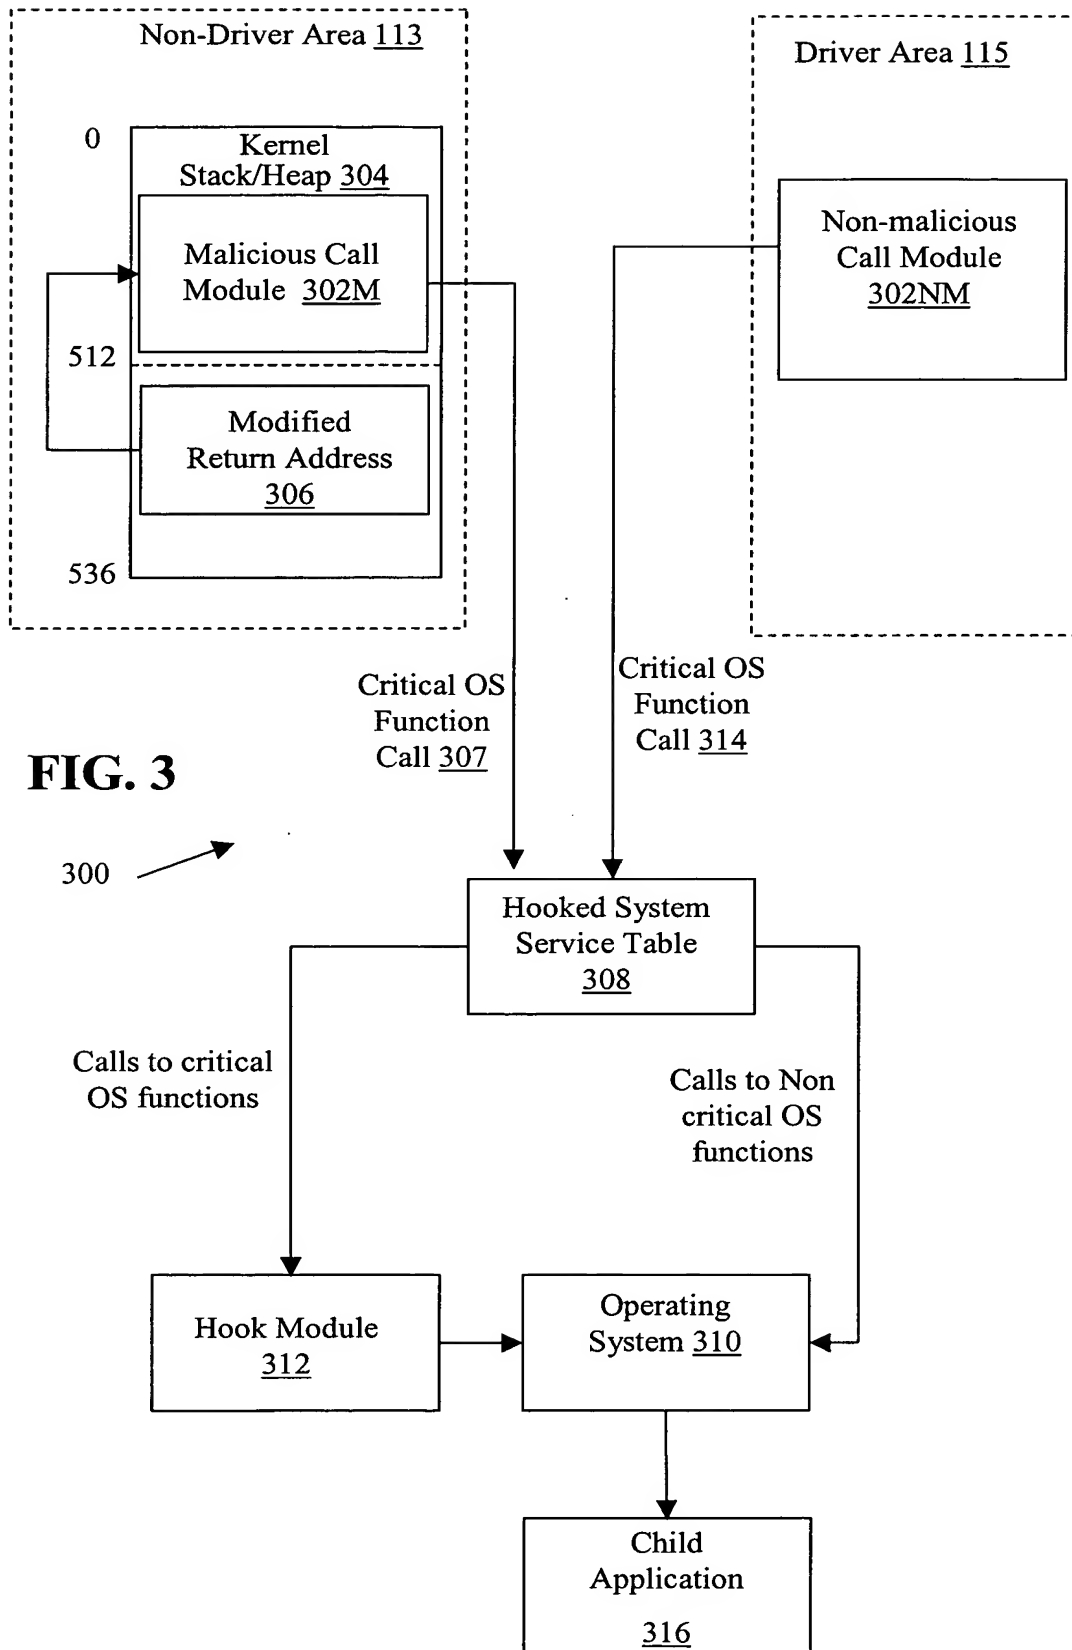 Non-Driver Area 113
Driver Area 115
0
Kernel
Stack/Heap 304
Malicious Call
Module 302M
512
Modified
Return Address
306
536
Non-malicious
Call Module
302NM
Critical OS
Function
Call 307
Critical OS
Function
Call 314
FIG. 3
300
Hooked System
Service Table
308
Calls to critical
OS functions
Calls to Non
critical OS
functions
Hook Module
312
Operating
System 310
Child
Application
316